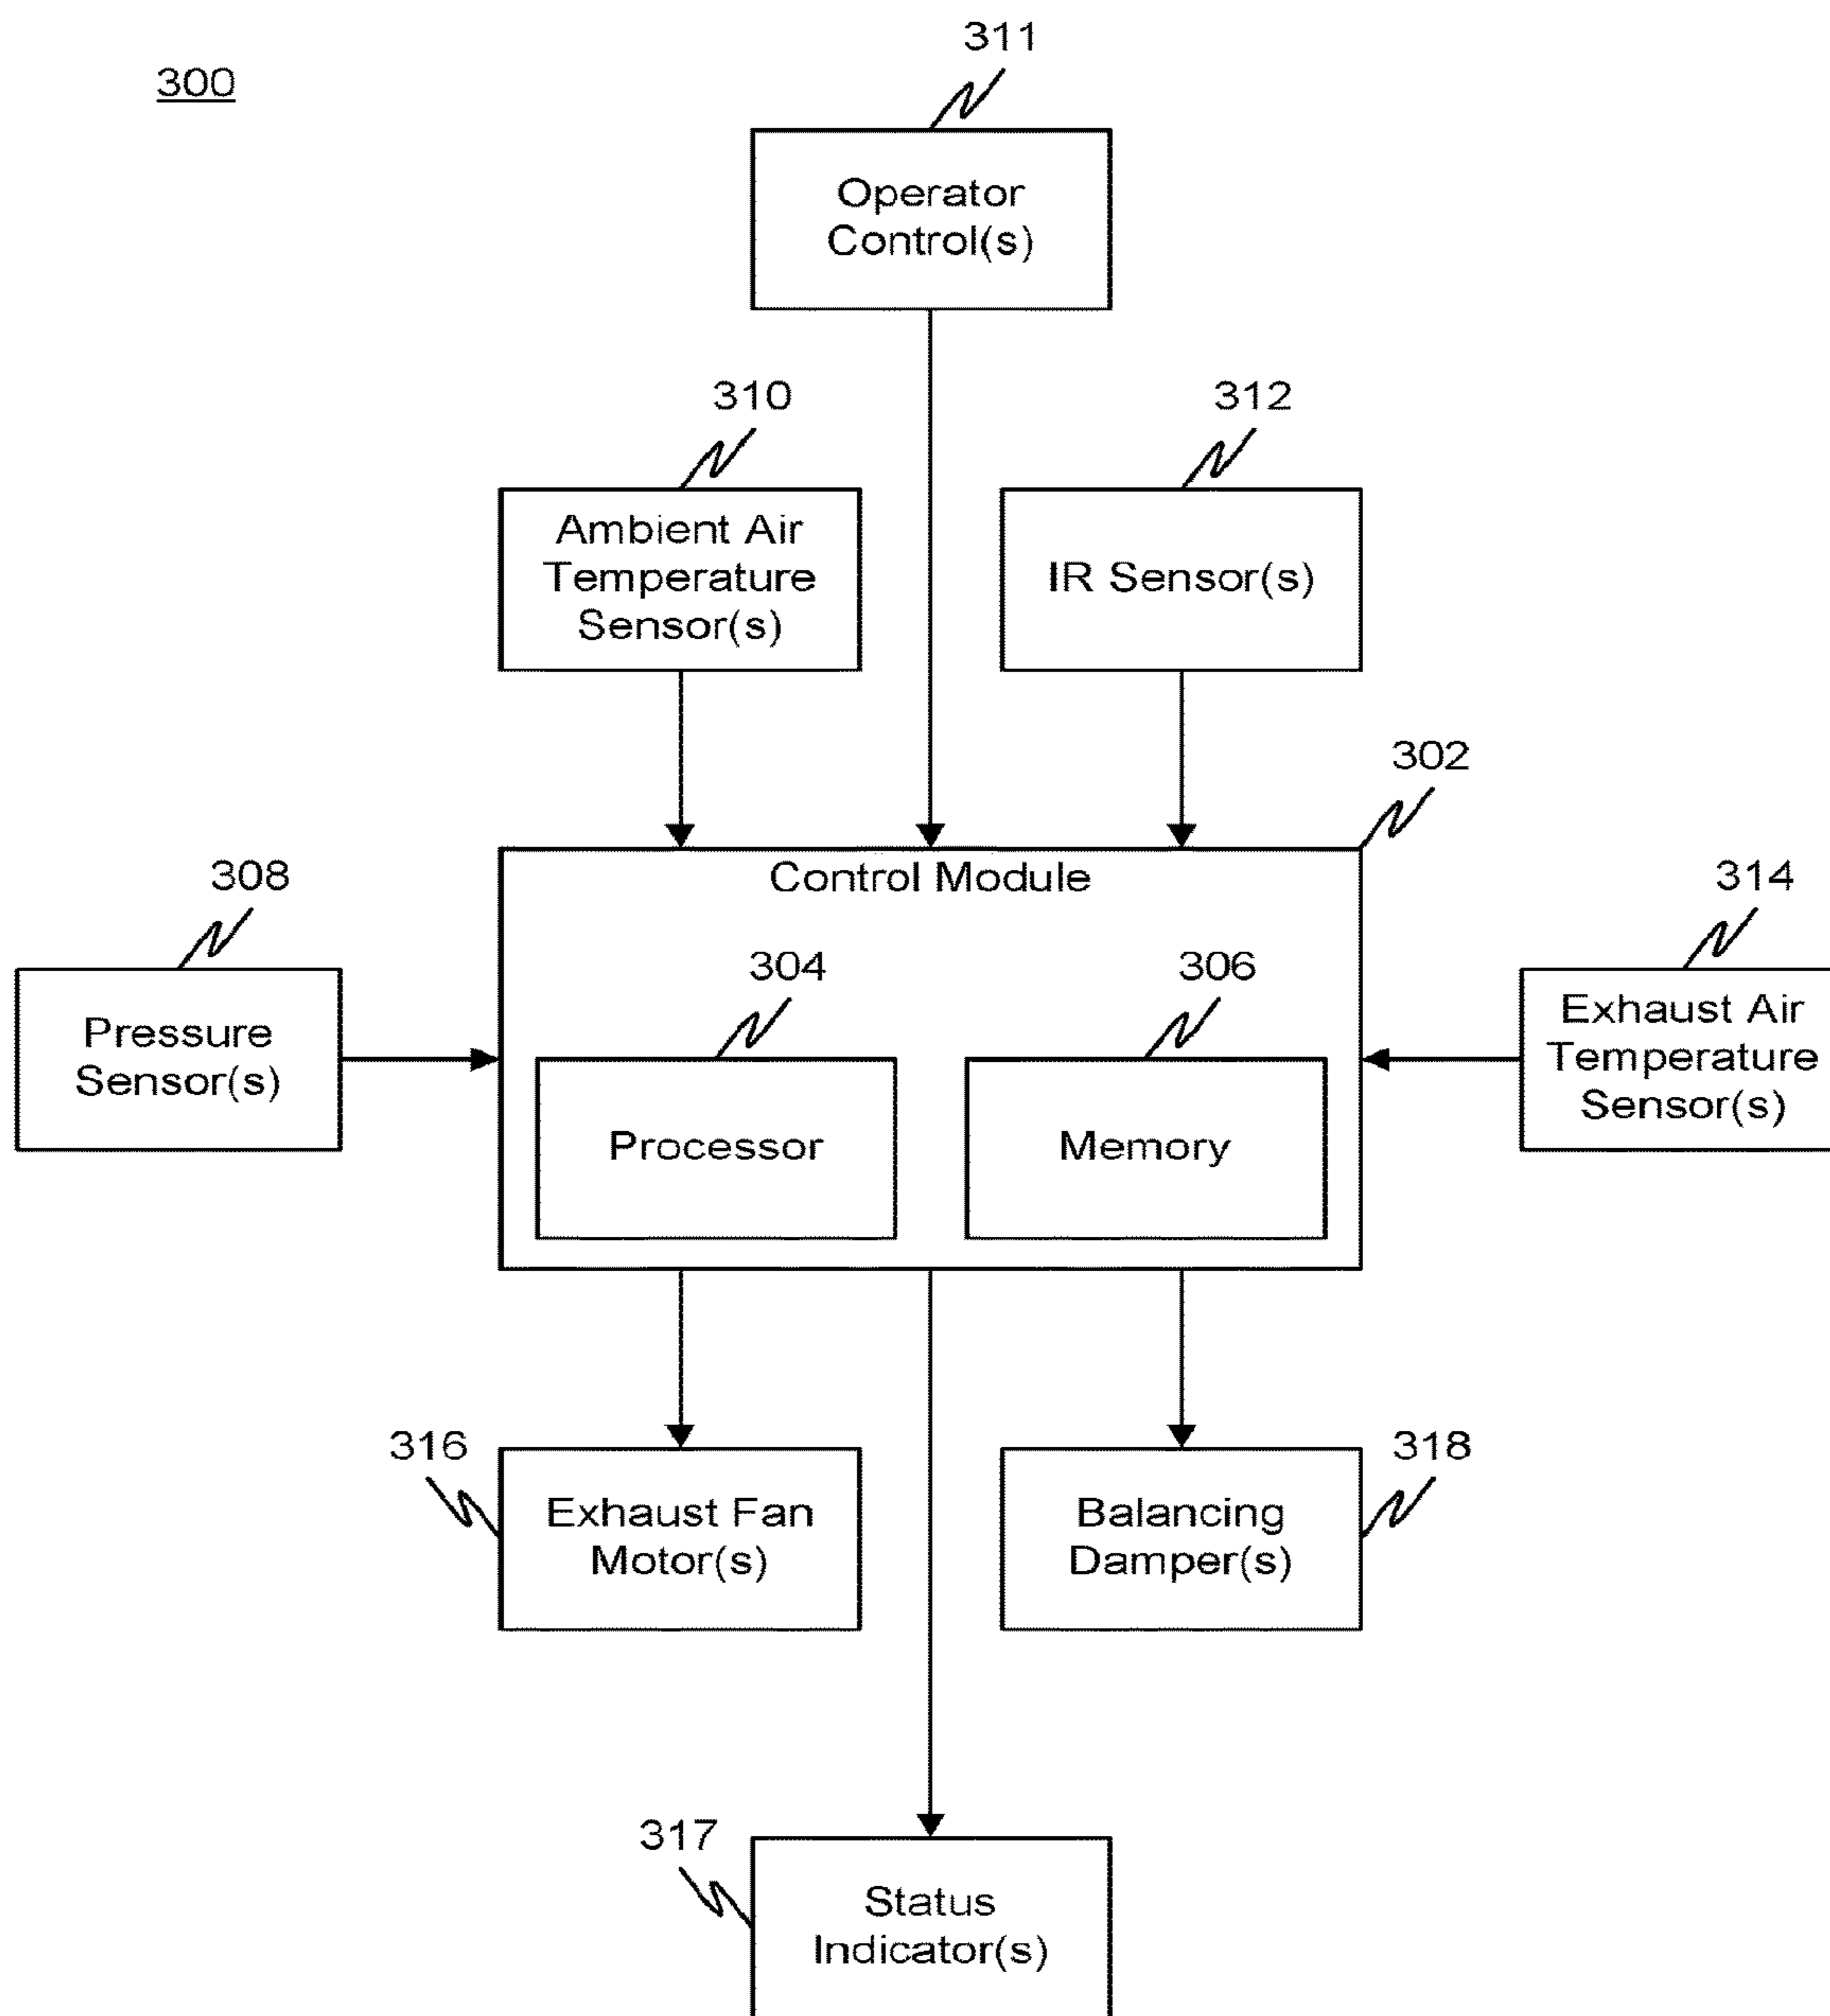 311
300
Operator
Control(s)
310
312
Ambient Air
Temperature
Sensor(s)
IR Sensor(s)
302
Control Module
308
314
304
306
Pressure
Sensor(s)
Exhaust Air
Temperature
Sensor(s)
Processor
Memory
316
318
Exhaust Fan
Motor(s)
Balancing
Damper(s)
317
Status
Indicator(s)